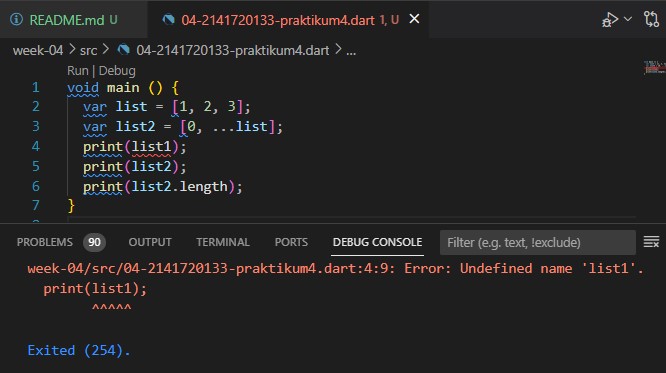 README.md U
04-2141720133-praktikum4.dart 1, U
week-04 > src > 04-2141720133-praktikum4.dart > ...
Run | Debug
1 void main () {
2   var list = [1, 2, 3];
3   var list2 = [0, ...list];
4   print(list1);
5   print(list2);
6   print(list2.length);
7 }
PROBLEMS 90 OUTPUT TERMINAL PORTS DEBUG CONSOLE Filter (e.g. text, !exclude)
week-04/src/04-2141720133-praktikum4.dart:4:9: Error: Undefined name 'list1'.
  print(list1);
        ^^^^^
Exited (254).